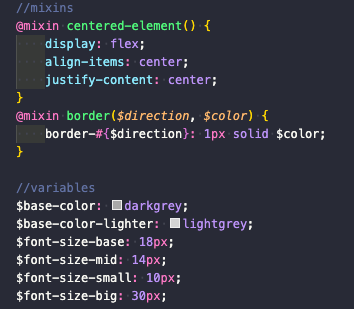 //mixins
@mixin centered-element() {
    display: flex;
    align-items: center;
    justify-content: center;
}
@mixin border($direction, $color) {
    border-#{$direction}: 1px solid $color;
}

//variables
$base-color: darkgrey;
$base-color-lighter: lightgrey;
$font-size-base: 18px;
$font-size-mid: 14px;
$font-size-small: 10px;
$font-size-big: 30px;